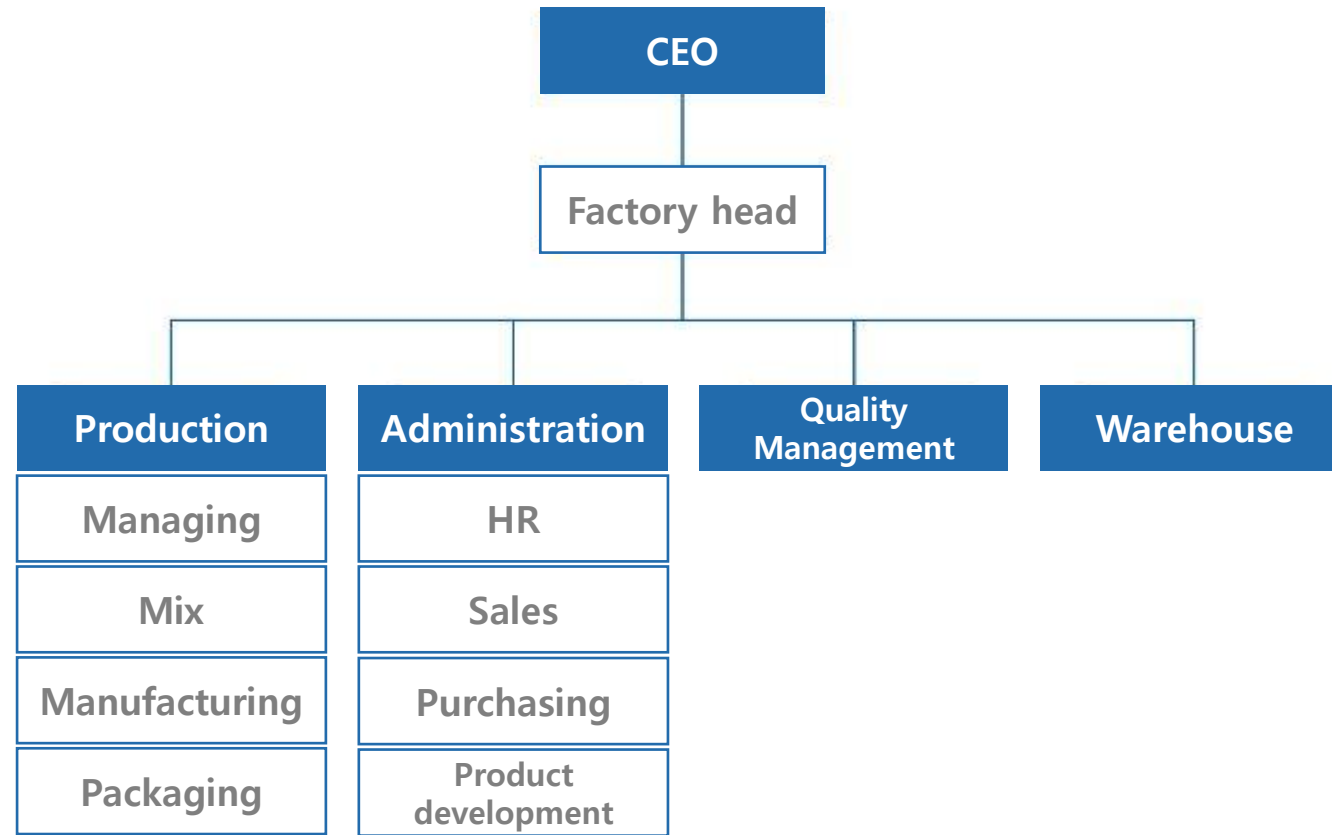 CEO
Factory head
Production
Managing
Mix
Manufacturing
Packaging
Administration
HR
Sales
Purchasing
Product
development
Quality
Management
Warehouse